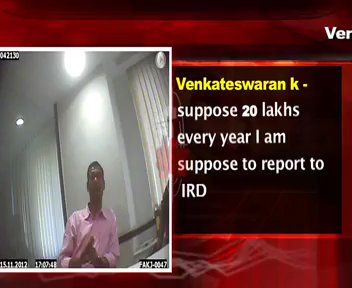 042130
Ven
Venkateswaran k -
suppose 20 lakhs
every year I am
suppose to report to
IRD
15.11.2012 17:07:48 FAKJ-0047